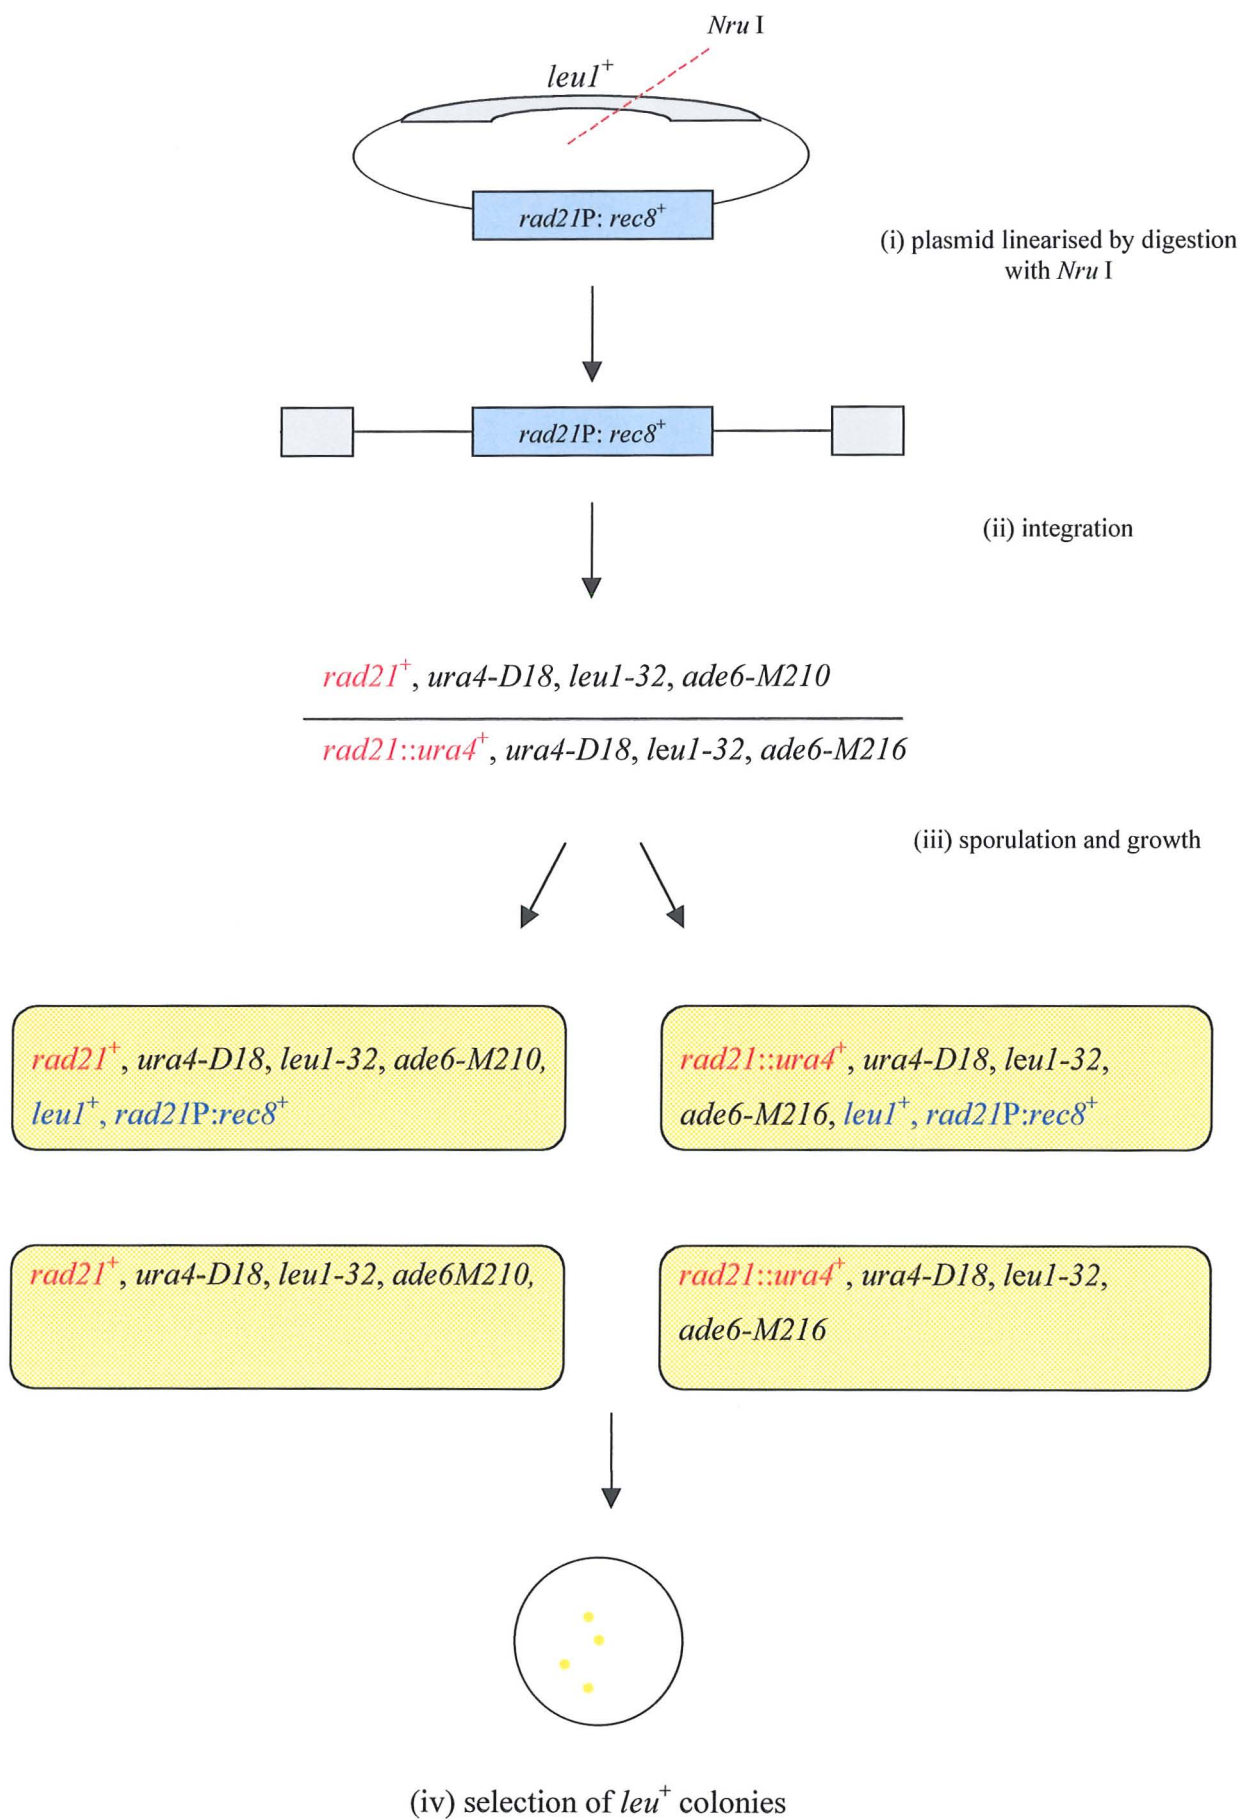 Nru I
leu1+
rad21P: rec8+
(i) plasmid linearised by digestion
with Nru I
rad21P: rec8+
(ii) integration
rad21+, ura4-D18, leu1-32, ade6-M210
rad21::ura4+, ura4-D18, leu1-32, ade6-M216
(iii) sporulation and growth
rad21+, ura4-D18, leu1-32, ade6-M210,
leu1+, rad21P:rec8+
rad21::ura4+, ura4-D18, leu1-32,
ade6-M216, leu1+, rad21P:rec8+
rad21+, ura4-D18, leu1-32, ade6M210,
rad21::ura4+, ura4-D18, leu1-32,
ade6-M216
(iv) selection of leu+ colonies